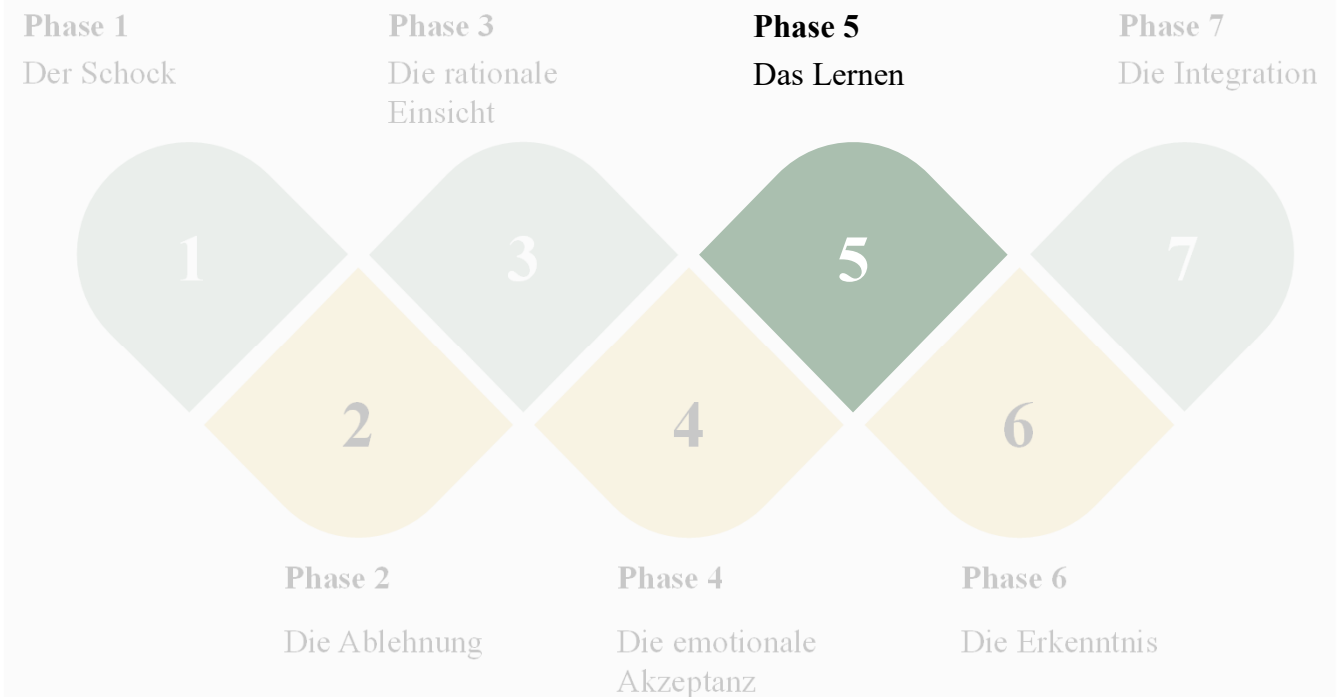 Phase 1
Der Schock
Phase 3
Die rationale
Einsicht
Phase 5
Das Lernen
Phase 7
Die Integration
1
3
5
7
2
4
6
Phase 2
Die Ablehnung
Phase 4
Die emotionale
Akzeptanz
Phase 6
Die Erkenntnis